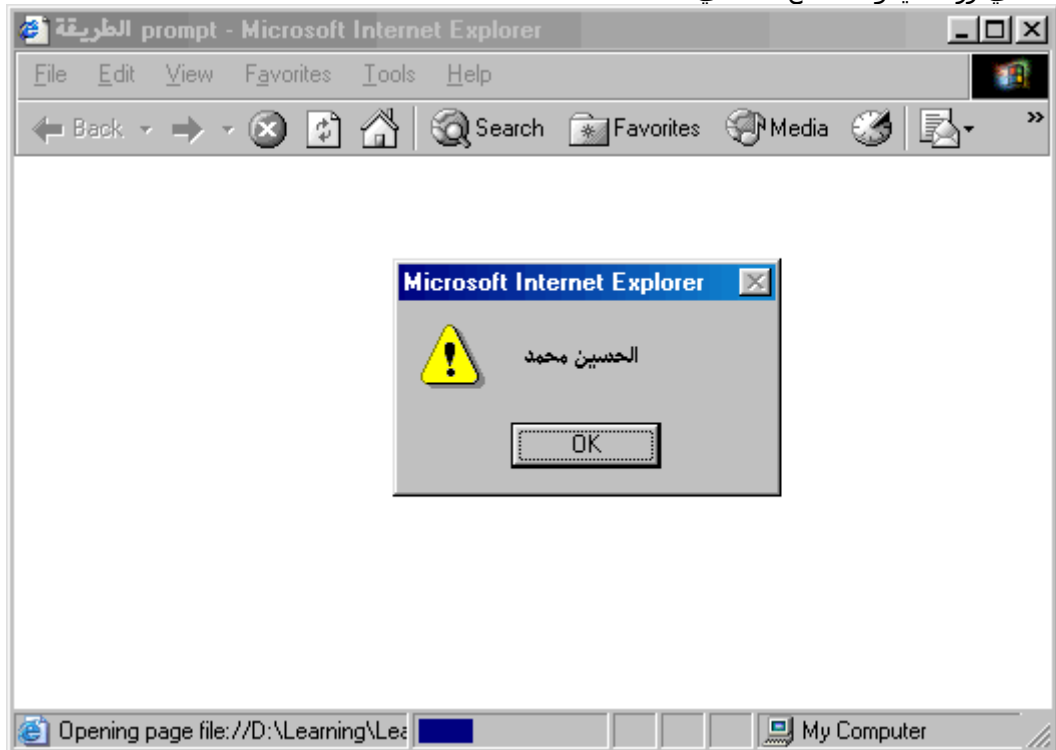 الطريقة prompt - Microsoft Internet Explorer
File Edit View Favorites Tools Help
Back Search Favorites Media »
Microsoft Internet Explorer
الحسين محمد
OK
Opening page file://D:\Learning\Lea My Computer